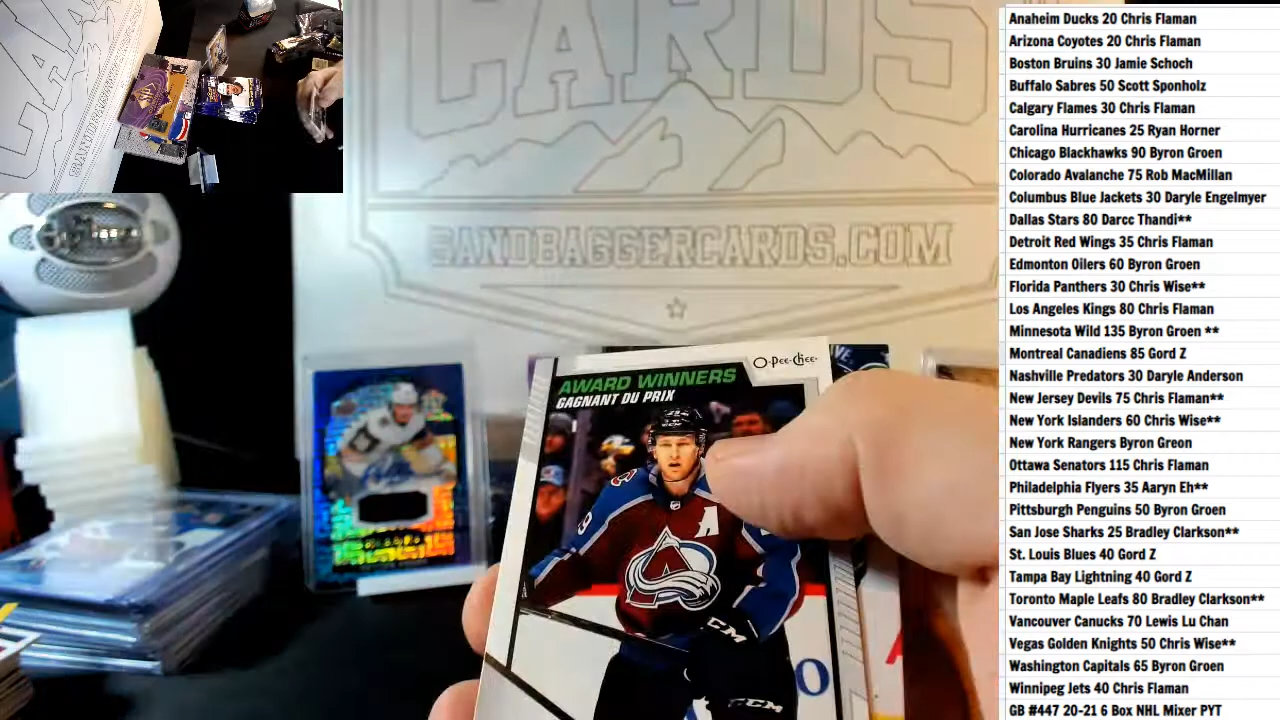 CARDS
SANDBAGGERCARDS.COM
O-PEE-CHEE
AWARD WINNERS
GAGNANT DU PRIX
A
CCM
CCM
Anaheim Ducks 20 Chris Flaman
Arizona Coyotes 20 Chris Flaman
Boston Bruins 30 Jamie Schoch
Buffalo Sabres 50 Scott Sponholz
Calgary Flames 30 Chris Flaman
Carolina Hurricanes 25 Ryan Horner
Chicago Blackhawks 90 Byron Groen
Colorado Avalanche 75 Rob MacMillan
Columbus Blue Jackets 30 Daryle Engelmyer
Dallas Stars 80 Darcc Thandi**
Detroit Red Wings 35 Chris Flaman
Edmonton Oilers 60 Byron Groen
Florida Panthers 30 Chris Wise**
Los Angeles Kings 80 Chris Flaman
Minnesota Wild 135 Byron Groen **
Montreal Canadiens 85 Gord Z
Nashville Predators 30 Daryle Anderson
New Jersey Devils 75 Chris Flaman**
New York Islanders 60 Chris Wise**
New York Rangers Byron Greon
Ottawa Senators 115 Chris Flaman
Philadelphia Flyers 35 Aaryn Eh**
Pittsburgh Penguins 50 Byron Groen
San Jose Sharks 25 Bradley Clarkson**
St. Louis Blues 40 Gord Z
Tampa Bay Lightning 40 Gord Z
Toronto Maple Leafs 80 Bradley Clarkson**
Vancouver Canucks 70 Lewis Lu Chan
Vegas Golden Knights 50 Chris Wise**
Washington Capitals 65 Byron Groen
Winnipeg Jets 40 Chris Flaman
GB #447 20-21 6 Box NHL Mixer PYT